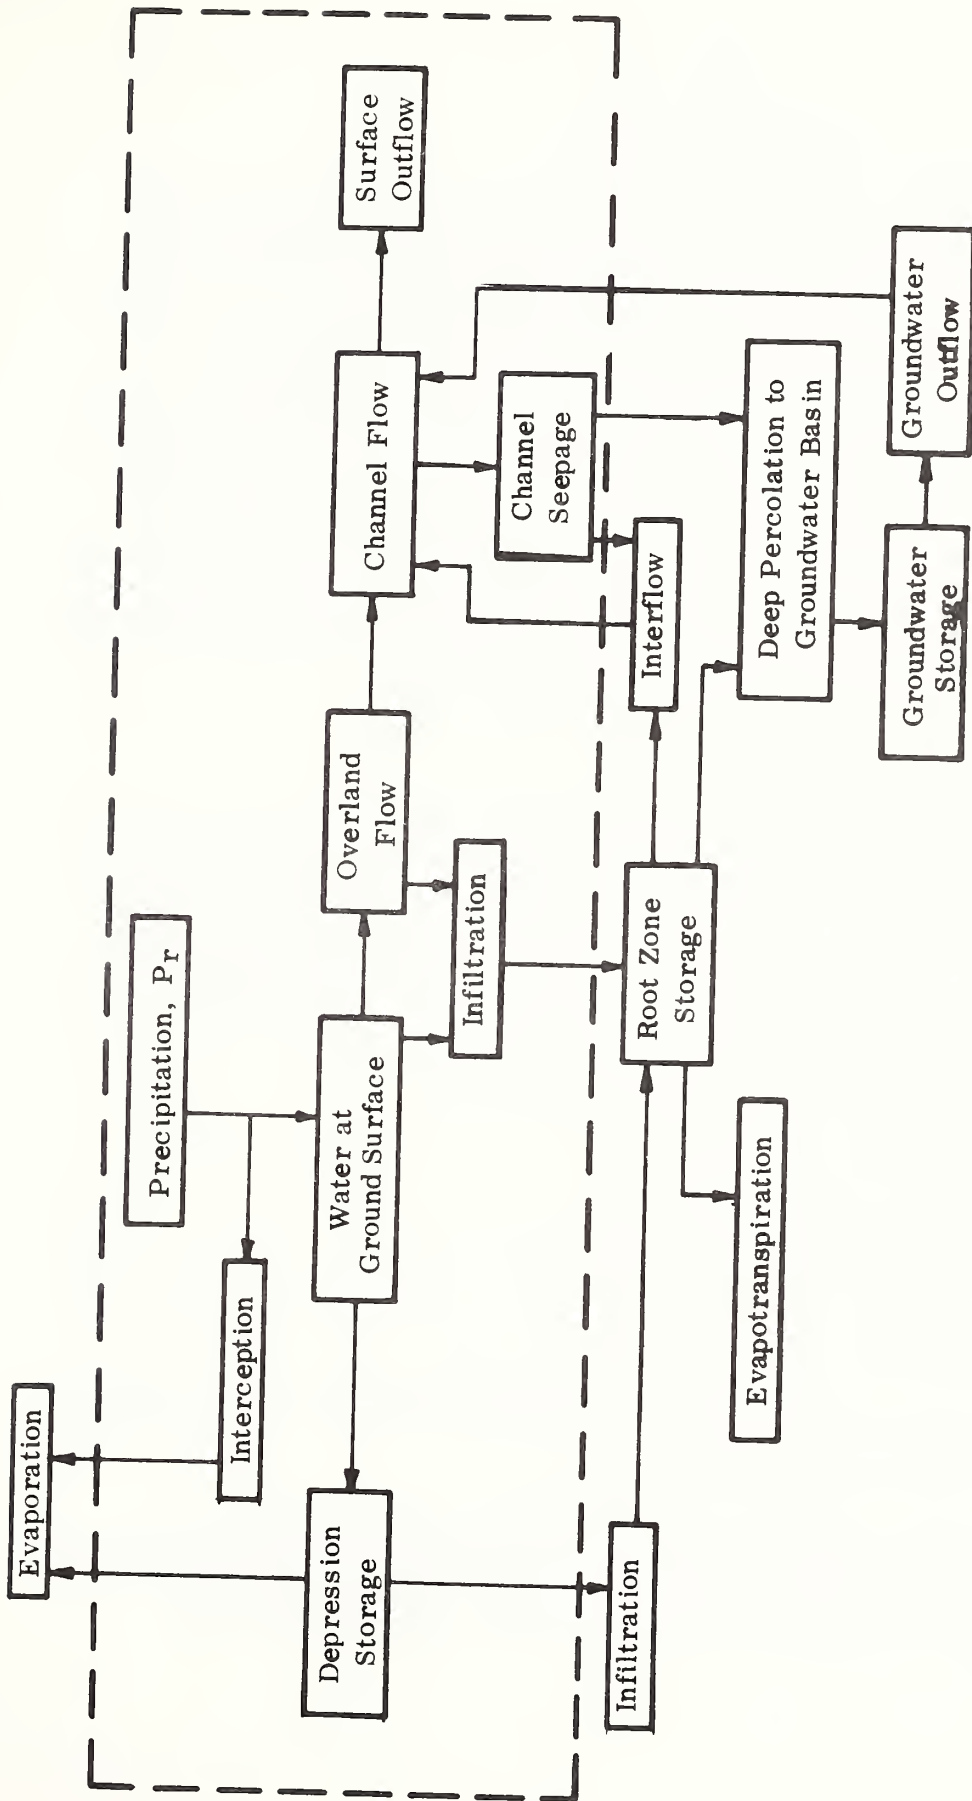 Evaporation
Precipitation, Pr
Interception
Depression
Storage
Water at
Ground Surface
Overland
Flow
Channel Flow
Surface
Outflow
Infiltration
Channel
Seepage
Infiltration
Root Zone
Storage
Interflow
Evapotranspiration
Deep Percolation to
Groundwater Basin
Groundwater
Storage
Groundwater
Outflow